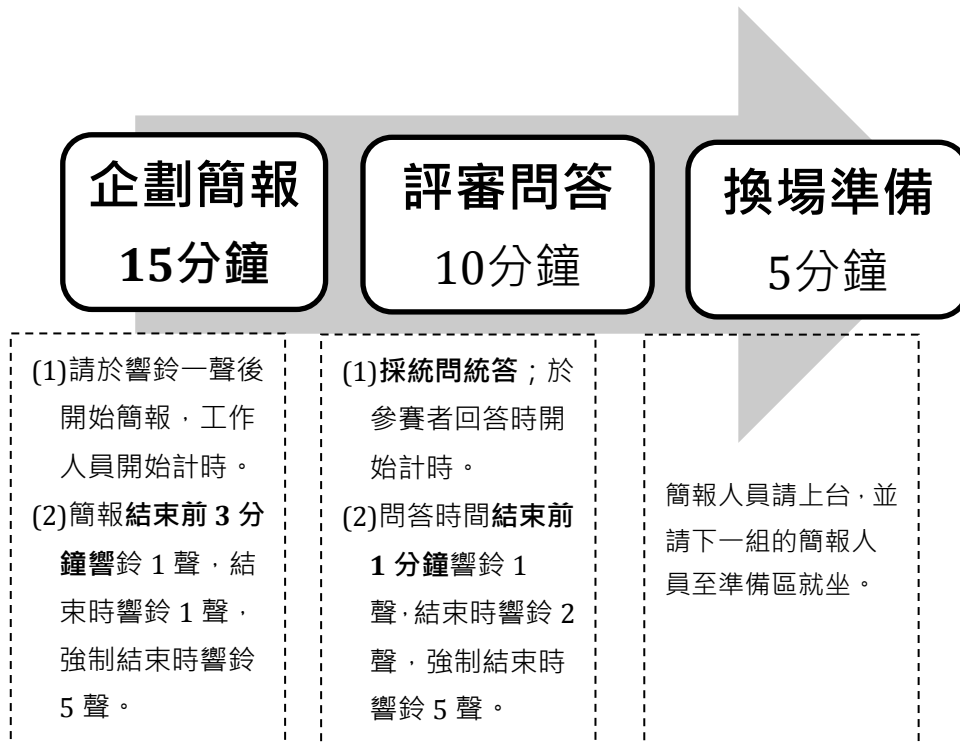 企劃簡報
15分鐘
評審問答
10分鐘
換場準備
5分鐘
(1)請於響鈴一聲後
開始簡報，工作
人員開始計時。
(2)簡報結束前 3 分
鐘響鈴 1 聲，結
束時響鈴 1 聲，
強制結束時響鈴
5 聲。
(1)採統問統答；於
參賽者回答時開
始計時。
(2)問答時間結束前
1 分鐘響鈴 1
聲，結束時響鈴 2
聲，強制結束時
響鈴 5 聲。
簡報人員請上台，並
請下一組的簡報人
員至準備區就坐。